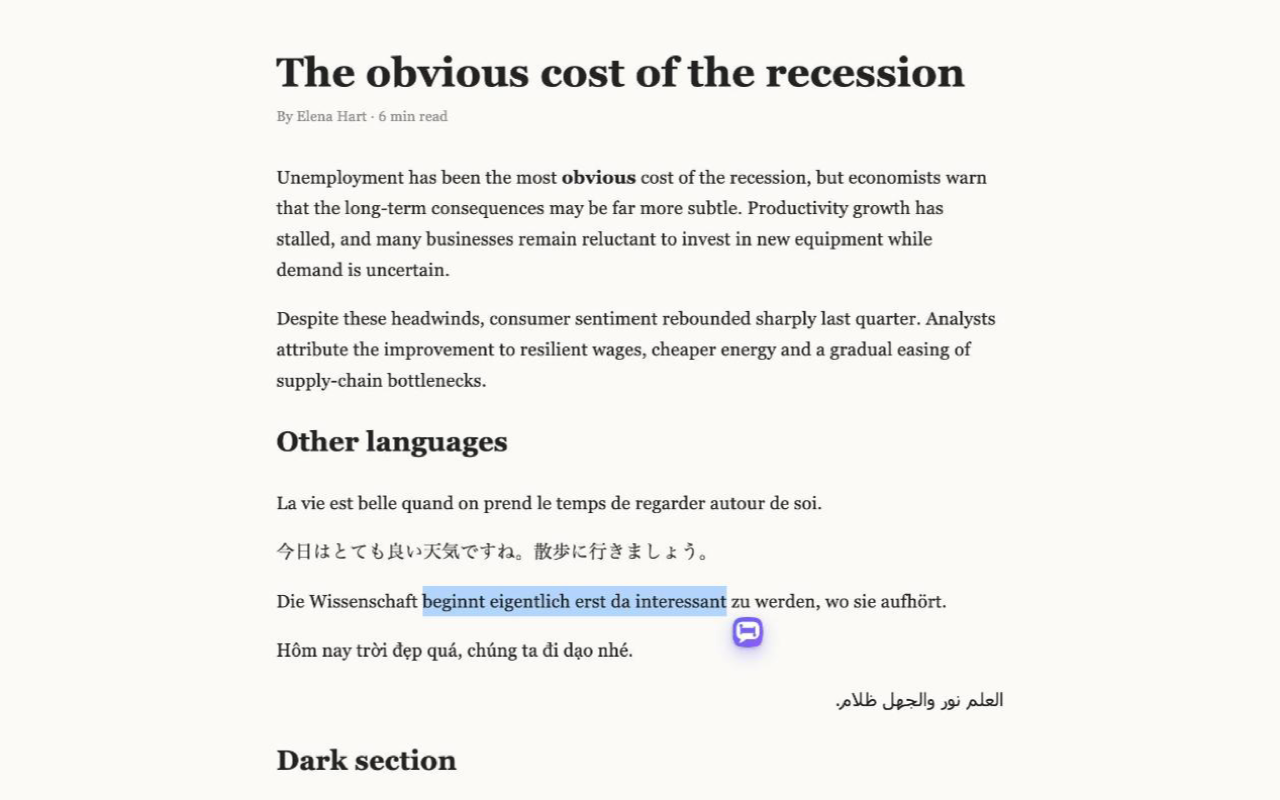 The obvious cost of the recession
By Elena Hart · 6 min read
Unemployment has been the most obvious cost of the recession, but economists warn
that the long-term consequences may be far more subtle. Productivity growth has
stalled, and many businesses remain reluctant to invest in new equipment while
demand is uncertain.
Despite these headwinds, consumer sentiment rebounded sharply last quarter. Analysts
attribute the improvement to resilient wages, cheaper energy and a gradual easing of
supply-chain bottlenecks.
Other languages
La vie est belle quand on prend le temps de regarder autour de soi.
今日はとても良い天気ですね。散歩に行きましょう。
Die Wissenschaft beginnt eigentlich erst da interessant zu werden, wo sie aufhört.
Hôm nay trời đẹp quá, chúng ta đi dạo nhé.
العلم نور والجهل ظلام.
Dark section